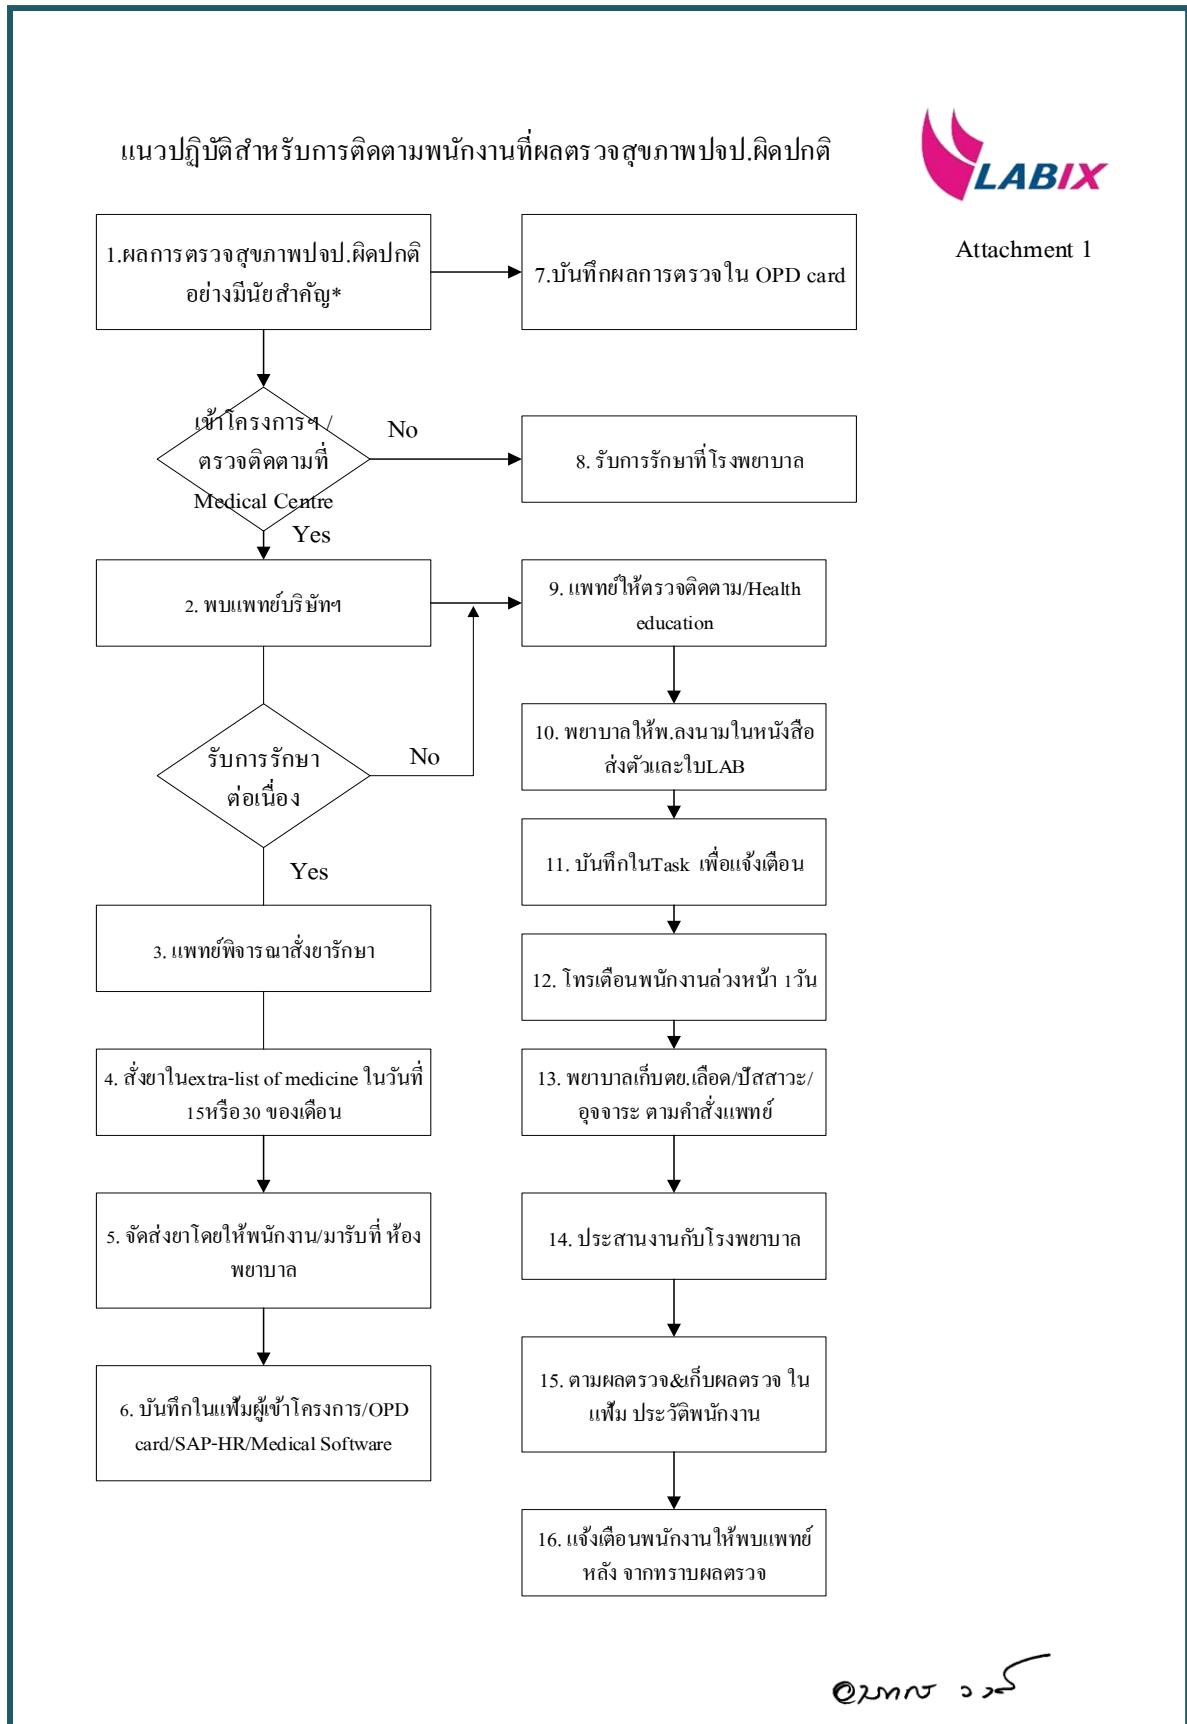 แนวปฏิบัติสำหรับการติดตามพนักงานที่ผลตรวจสุขภาพปจป.ผิดปกติ
LABIX
Attachment 1
1.ผลการตรวจสุขภาพปจป.ผิดปกติ
อย่างมีนัยสำคัญ*
7.บันทึกผลการตรวจใน OPD card
เข้าโครงการฯ /
ตรวจติดตามที่
Medical Centre
No
8. รับการรักษาที่โรงพยาบาล
Yes
2. พบแพทย์บริษัทฯ
9. แพทย์ให้ตรวจติดตาม/Health
education
รับการรักษา
ต่อเนื่อง
No
10. พยาบาลให้พ.ลงนามในหนังสือ
ส่งตัวและใบLAB
Yes
11. บันทึกในTask เพื่อแจ้งเตือน
3. แพทย์พิจารณาสั่งยารักษา
12. โทรเตือนพนักงานล่วงหน้า 1วัน
4. สั่งยาในextra-list of medicine ในวันที่
15หรือ30 ของเดือน
13. พยาบาลเก็บตย.เลือด/ปัสสาวะ/
อุจจาระ ตามคำสั่งแพทย์
5. จัดส่งยาโดยให้พนักงาน/มารับที่ ห้อง
พยาบาล
14. ประสานงานกับโรงพยาบาล
6. บันทึกในแฟ้มผู้เข้าโครงการ/OPD
card/SAP-HR/Medical Software
15. ตามผลตรวจ&เก็บผลตรวจ ใน
แฟ้ม ประวัติพนักงาน
16. แจ้งเตือนพนักงานให้พบแพทย์
หลัง จากทราบผลตรวจ